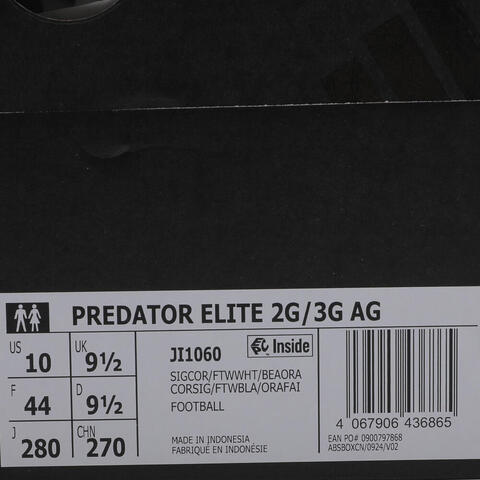 PREDATOR ELITE 2G/3G AG
US 10 UK 9½
F 44 D 9½
J 280 CHN 270
JI1060 Inside
SIGCOR/FTWWHT/BEAORA
CORSIG/FTWBLA/ORAFAI
FOOTBALL
MADE IN INDONESIA
FABRIQUÉ EN INDONÉSIE
4 067906 436865
EAN PO# 0900797868
ABSBOXCN/0924/V02